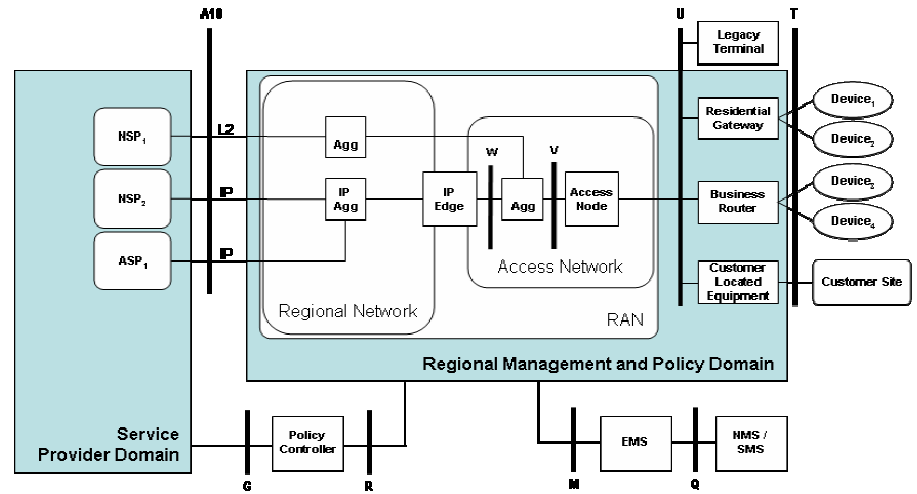 A10
U
T
Legacy
Terminal
NSP1
L2
Agg
Residential
Gateway
Device1
Device2
NSP2
IP
IP
Agg
IP
Edge
W
Agg
V
Access
Node
Business
Router
Device2
Device4
ASP1
IP
Access Network
Customer
Located
Equipment
Customer Site
Regional Network
RAN
Regional Management and Policy Domain
Service
Provider Domain
Policy
Controller
EMS
NMS /
SMS
G
R
M
Q